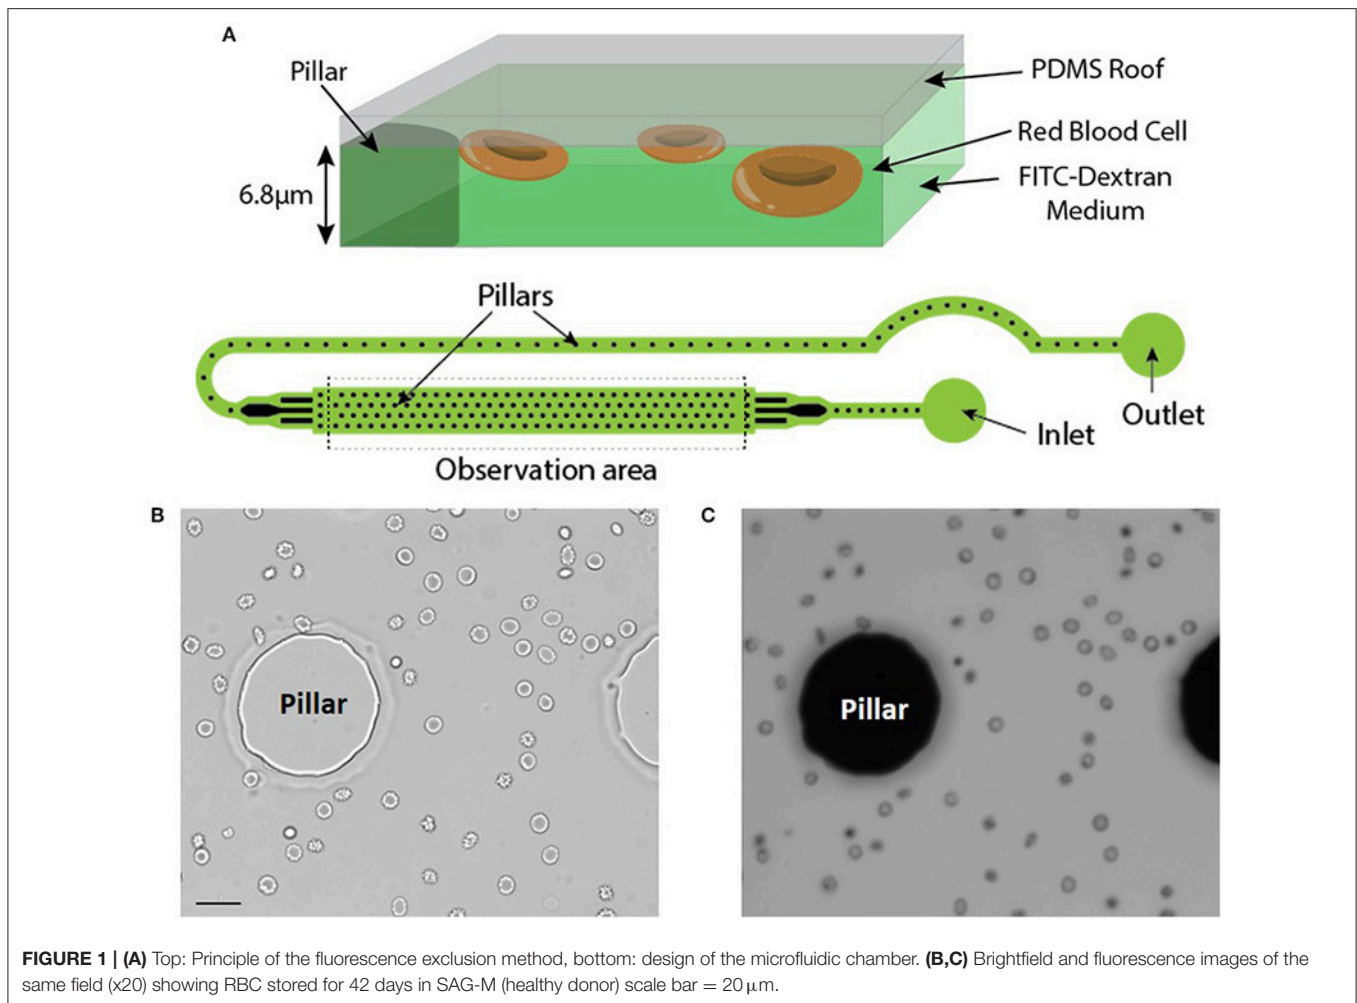 A
Pillar
PDMS Roof
Red Blood Cell
6.8μm
FITC-Dextran
Medium
Pillars
Outlet
Inlet
Observation area
B
C
Pillar
Pillar
FIGURE 1 | (A) Top: Principle of the fluorescence exclusion method, bottom: design of the microfluidic chamber. (B,C) Brightfield and fluorescence images of the
same field (x20) showing RBC stored for 42 days in SAG-M (healthy donor) scale bar = 20 μm.